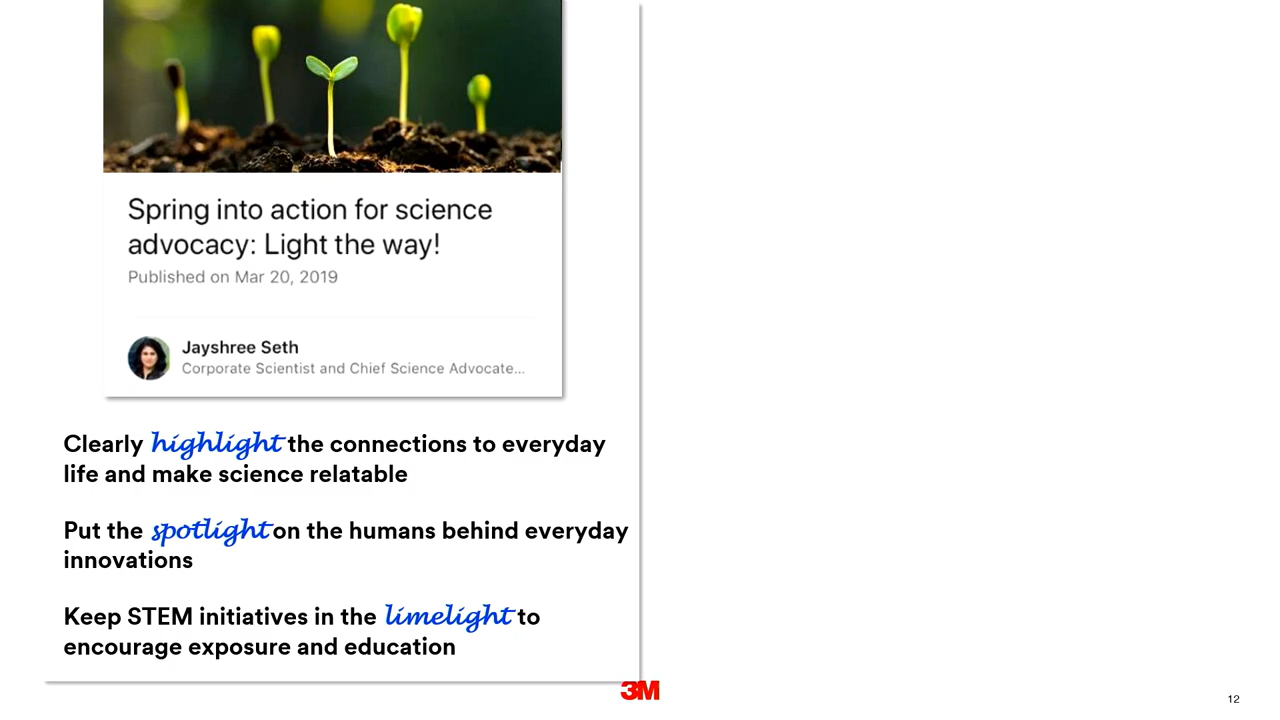 Spring into action for science
advocacy: Light the way!
Published on Mar 20, 2019
Jayshree Seth
Corporate Scientist and Chief Science Advocate...
Clearly highlight the connections to everyday
life and make science relatable
Put the spotlight on the humans behind everyday
innovations
Keep STEM initiatives in the limelight to
encourage exposure and education
3M
12